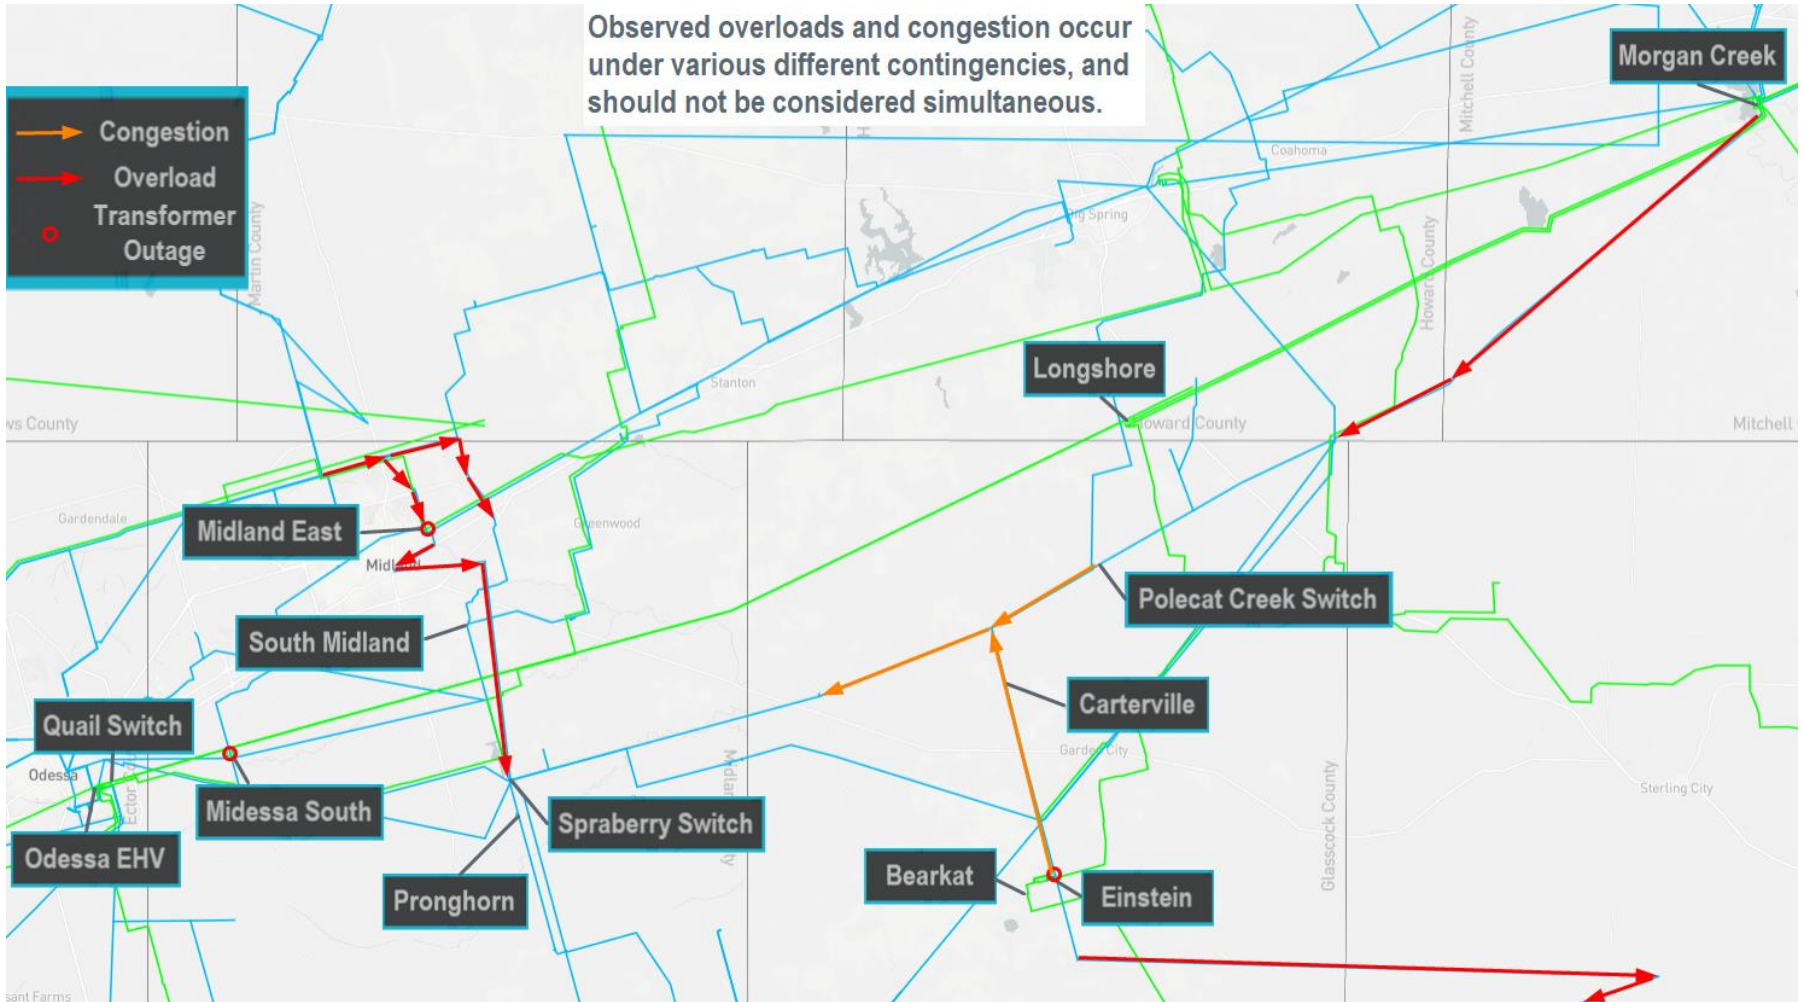 Observed overloads and congestion occur
under various different contingencies, and
should not be considered simultaneous.
Morgan Creek
Congestion
Overload
Transformer
Outage
Martin County
Mitchell County
Howard County
Coahoma
Big Spring
Longshore
Stanton
ws County
Howard County
Mitchell
Gardendale
Midland East
Greenwood
Midland
Polecat Creek Switch
South Midland
Carterville
Quail Switch
Garden City
Odessa
Ector
Midland
Glasscock County
Sterling City
Midessa South
Spraberry Switch
Odessa EHV
Bearkat
Einstein
Pronghorn
sant Farms